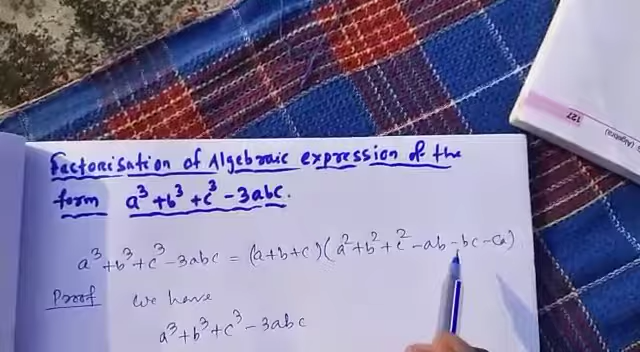 Factorisation of Algebraic expression of the
form a³+b³+c³-3abc.
a³+b³+c³-3abc = (a+b+c)(a²+b²+c²-ab-bc-ca)
Proof we have
a³+b³+c³-3abc
127
(Algebra)